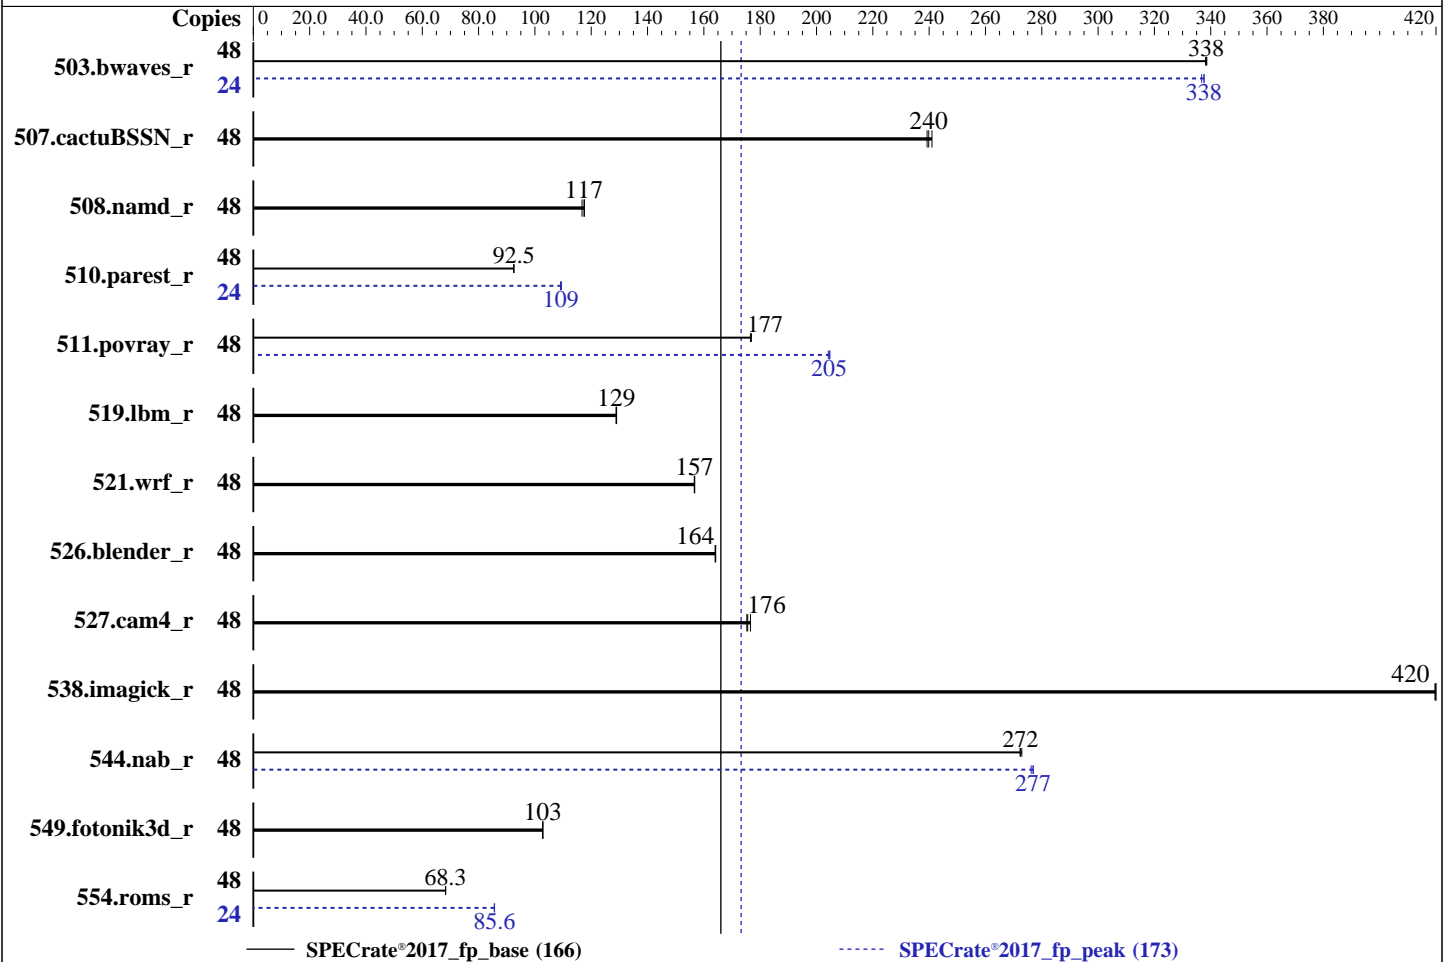 Copies 0 20.0 40.0 60.0 80.0 100 120 140 160 180 200 220 240 260 280 300 320 340 360 380 420
503.bwaves_r 48 338
24 338
507.cactuBSSN_r 48 240
508.namd_r 48 117
510.parest_r 48 92.5
24 109
511.povray_r 48 177
205
519.lbm_r 48 129
521.wrf_r 48 157
526.blender_r 48 164
527.cam4_r 48 176
538.imagick_r 48 420
544.nab_r 48 272
277
549.fotonik3d_r 48 103
554.roms_r 48 68.3
24 85.6
SPECrate®2017_fp_base (166) SPECrate®2017_fp_peak (173)